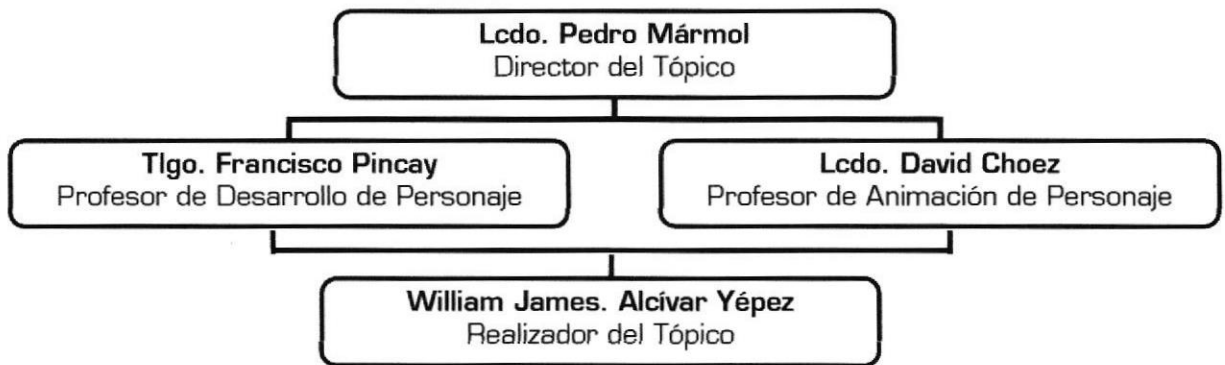 Lcdo. Pedro Mármol
Director del Tópico
Tlgo. Francisco Pincay
Profesor de Desarrollo de Personaje
Lcdo. David Choez
Profesor de Animación de Personaje
William James. Alcívar Yépez
Realizador del Tópico